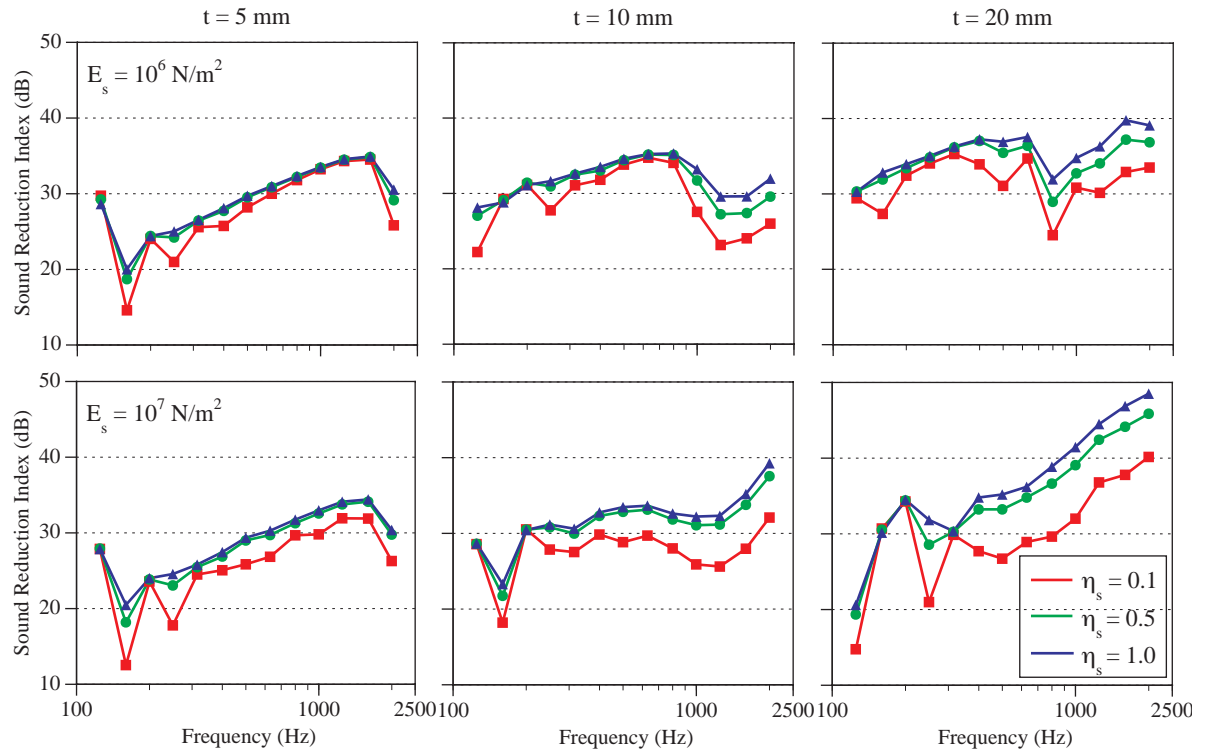 t = 5 mm
t = 10 mm
t = 20 mm
50
40
30
20
10
Sound Reduction Index (dB)
E_s = 10^6 N/m^2
50
40
30
20
10
Sound Reduction Index (dB)
E_s = 10^7 N/m^2
η_s = 0.1
η_s = 0.5
η_s = 1.0
100 1000 2500
100 1000 2500
100 1000 2500
Frequency (Hz)
Frequency (Hz)
Frequency (Hz)